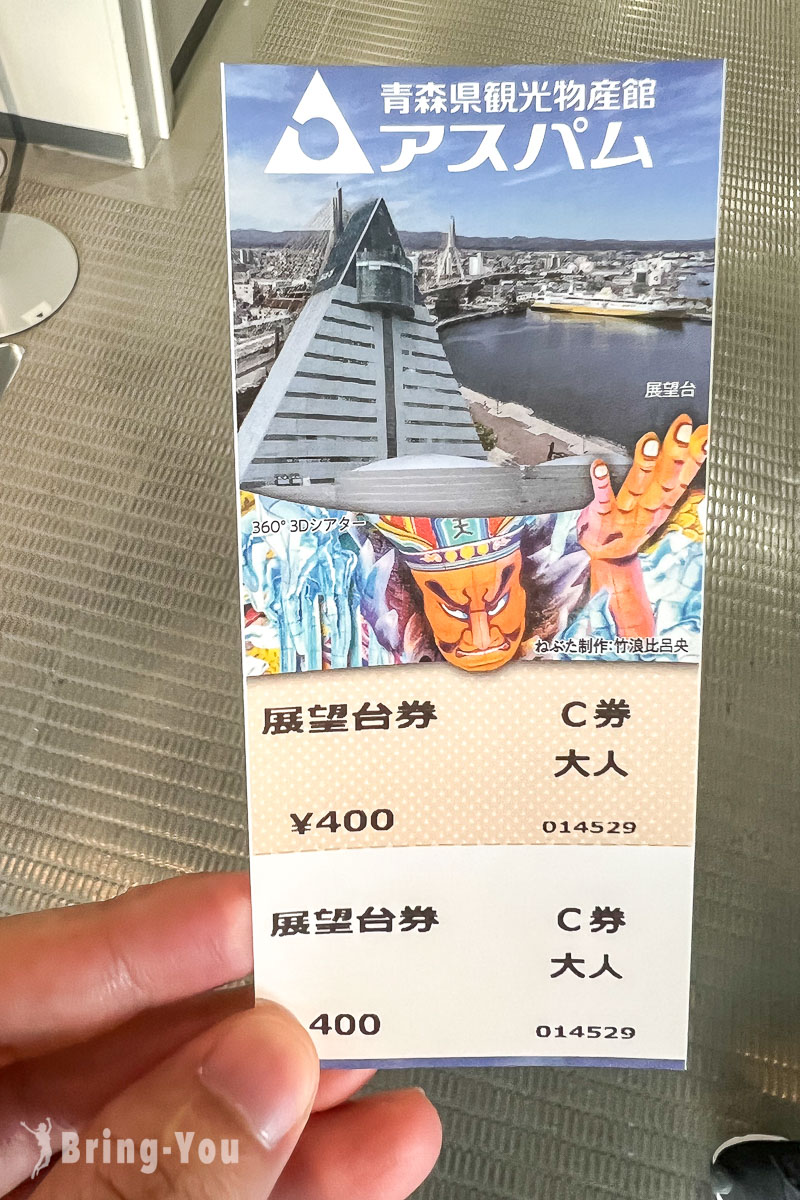 青森県観光物産館
アスパム
展望台
360° 3Dシアター
天
ねぶた制作:竹浪比呂央
展望台券 C券
大人
¥400 014529
展望台券 C券
大人
400 014529
Bring-You